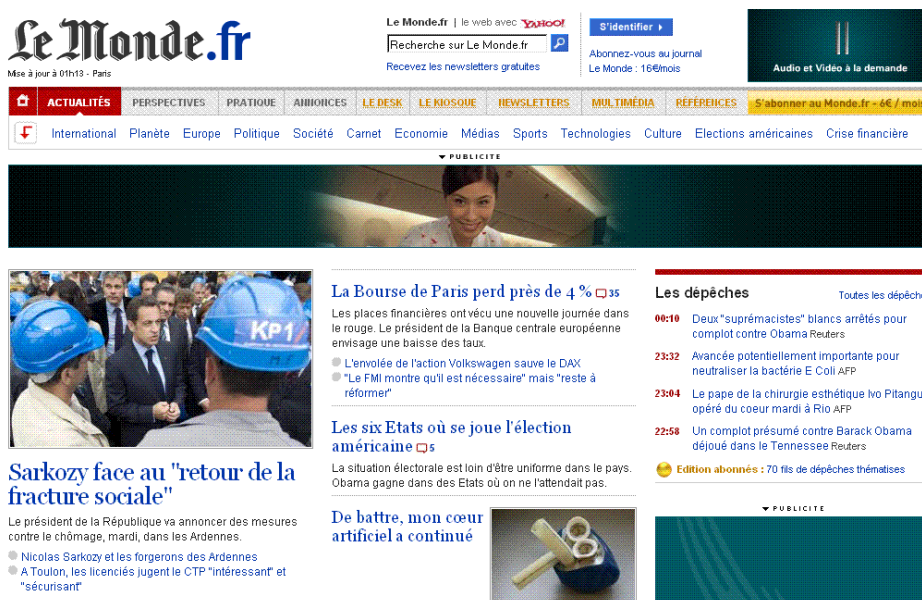 Le Monde.fr
Mise à jour à 01h13 - Paris
Le Monde.fr | le web avec YAHOO!
Recherche sur Le Monde.fr
Recevez les newsletters gratuites
S'identifier
Abonnez-vous au journal
Le Monde : 16€/mois
Audio et Vidéo à la demande
ACTUALITÉS PERSPECTIVES PRATIQUE ANNONCES LE DESK LE KIOSQUE NEWSLETTERS MULTIMÉDIA RÉFÉRENCES S'abonner au Monde.fr - 6€ / mois
International Planète Europe Politique Société Carnet Economie Médias Sports Technologies Culture Elections américaines Crise financière
PUBLICITE
KP1
Sarkozy face au "retour de la
fracture sociale"
Le président de la République va annoncer des mesures
contre le chômage, mardi, dans les Ardennes.
Nicolas Sarkozy et les forgerons des Ardennes
A Toulon, les licenciés jugent le CTP "intéressant" et
"sécurisant"
La Bourse de Paris perd près de 4 % 35
Les places financières ont vécu une nouvelle journée dans
le rouge. Le président de la Banque centrale européenne
envisage une baisse des taux.
L'envolée de l'action Volkswagen sauve le DAX
"Le FMI montre qu'il est nécessaire" mais "reste à
réformer"
Les six Etats où se joue l'élection
américaine 5
La situation électorale est loin d'être uniforme dans le pays.
Obama gagne dans des Etats où on ne l'attendait pas.
De battre, mon cœur
artificiel a continué
Les dépêches
Toutes les dépêche
00:10 Deux "suprémacistes" blancs arrêtés pour
complot contre Obama Reuters
23:32 Avancée potentiellement importante pour
neutraliser la bactérie E Coli AFP
23:04 Le pape de la chirurgie esthétique Ivo Pitangu
opéré du coeur mardi à Rio AFP
22:58 Un complot présumé contre Barack Obama
déjoué dans le Tennessee Reuters
Edition abonnés : 70 fils de dépêches thématises
PUBLICITE